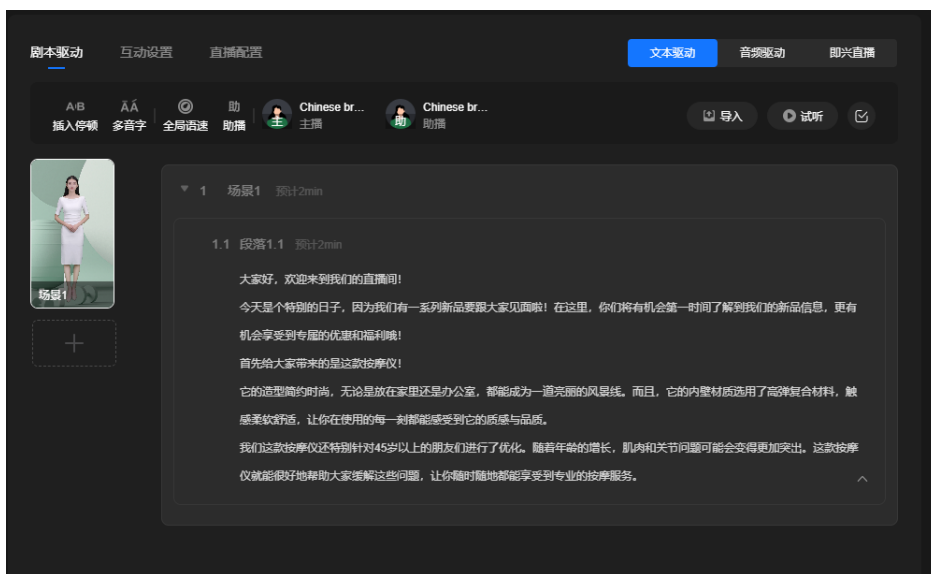 剧本驱动
互动设置
直播配置
文本驱动
音频驱动
即兴直播
A|B
插入停顿
ĀÁ
多音字
全局语速
助
助播
主
Chinese br...
主播
助
Chinese br...
助播
导入
试听
场景1
1 场景1 预计2min
1.1 段落1.1 预计2min
大家好，欢迎来到我们的直播间！
今天是个特别的日子，因为我们有一系列新品要跟大家见面啦！在这里，你们将有机会第一时间了解到我们的新品信息，更有
机会享受到专属的优惠和福利哦！
首先给大家带来的是这款按摩仪！
它的造型简约时尚，无论是放在家里还是办公室，都能成为一道亮丽的风景线。而且，它的内壁材质选用了高弹复合材料，触
感柔软舒适，让你在使用的每一刻都能感受到它的质感与品质。
我们这款按摩仪还特别针对45岁以上的朋友们进行了优化。随着年龄的增长，肌肉和关节问题可能会变得更加突出。这款按摩
仪就能很好地帮助大家缓解这些问题，让你随时随地都能享受到专业的按摩服务。